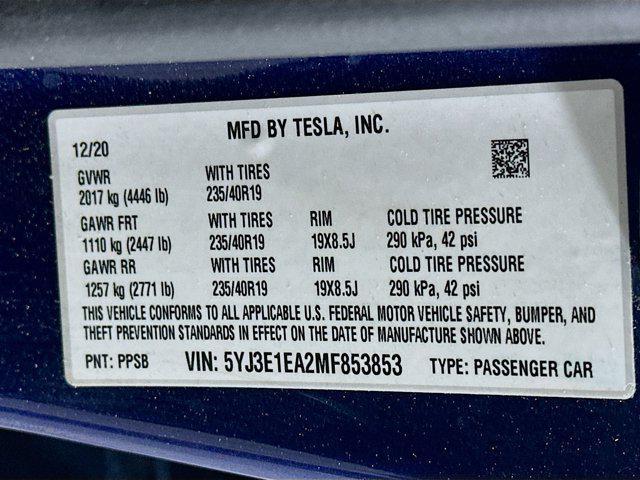 MFD BY TESLA, INC.
12/20
GVWR WITH TIRES
2017 kg (4446 lb) 235/40R19
GAWR FRT WITH TIRES RIM COLD TIRE PRESSURE
1110 kg (2447 lb) 235/40R19 19X8.5J 290 kPa, 42 psi
GAWR RR WITH TIRES RIM COLD TIRE PRESSURE
1257 kg (2771 lb) 235/40R19 19X8.5J 290 kPa, 42 psi
THIS VEHICLE CONFORMS TO ALL APPLICABLE U.S. FEDERAL MOTOR VEHICLE SAFETY, BUMPER, AND
THEFT PREVENTION STANDARDS IN EFFECT ON THE DATE OF MANUFACTURE SHOWN ABOVE.
PNT: PPSB VIN: 5YJ3E1EA2MF853853 TYPE: PASSENGER CAR